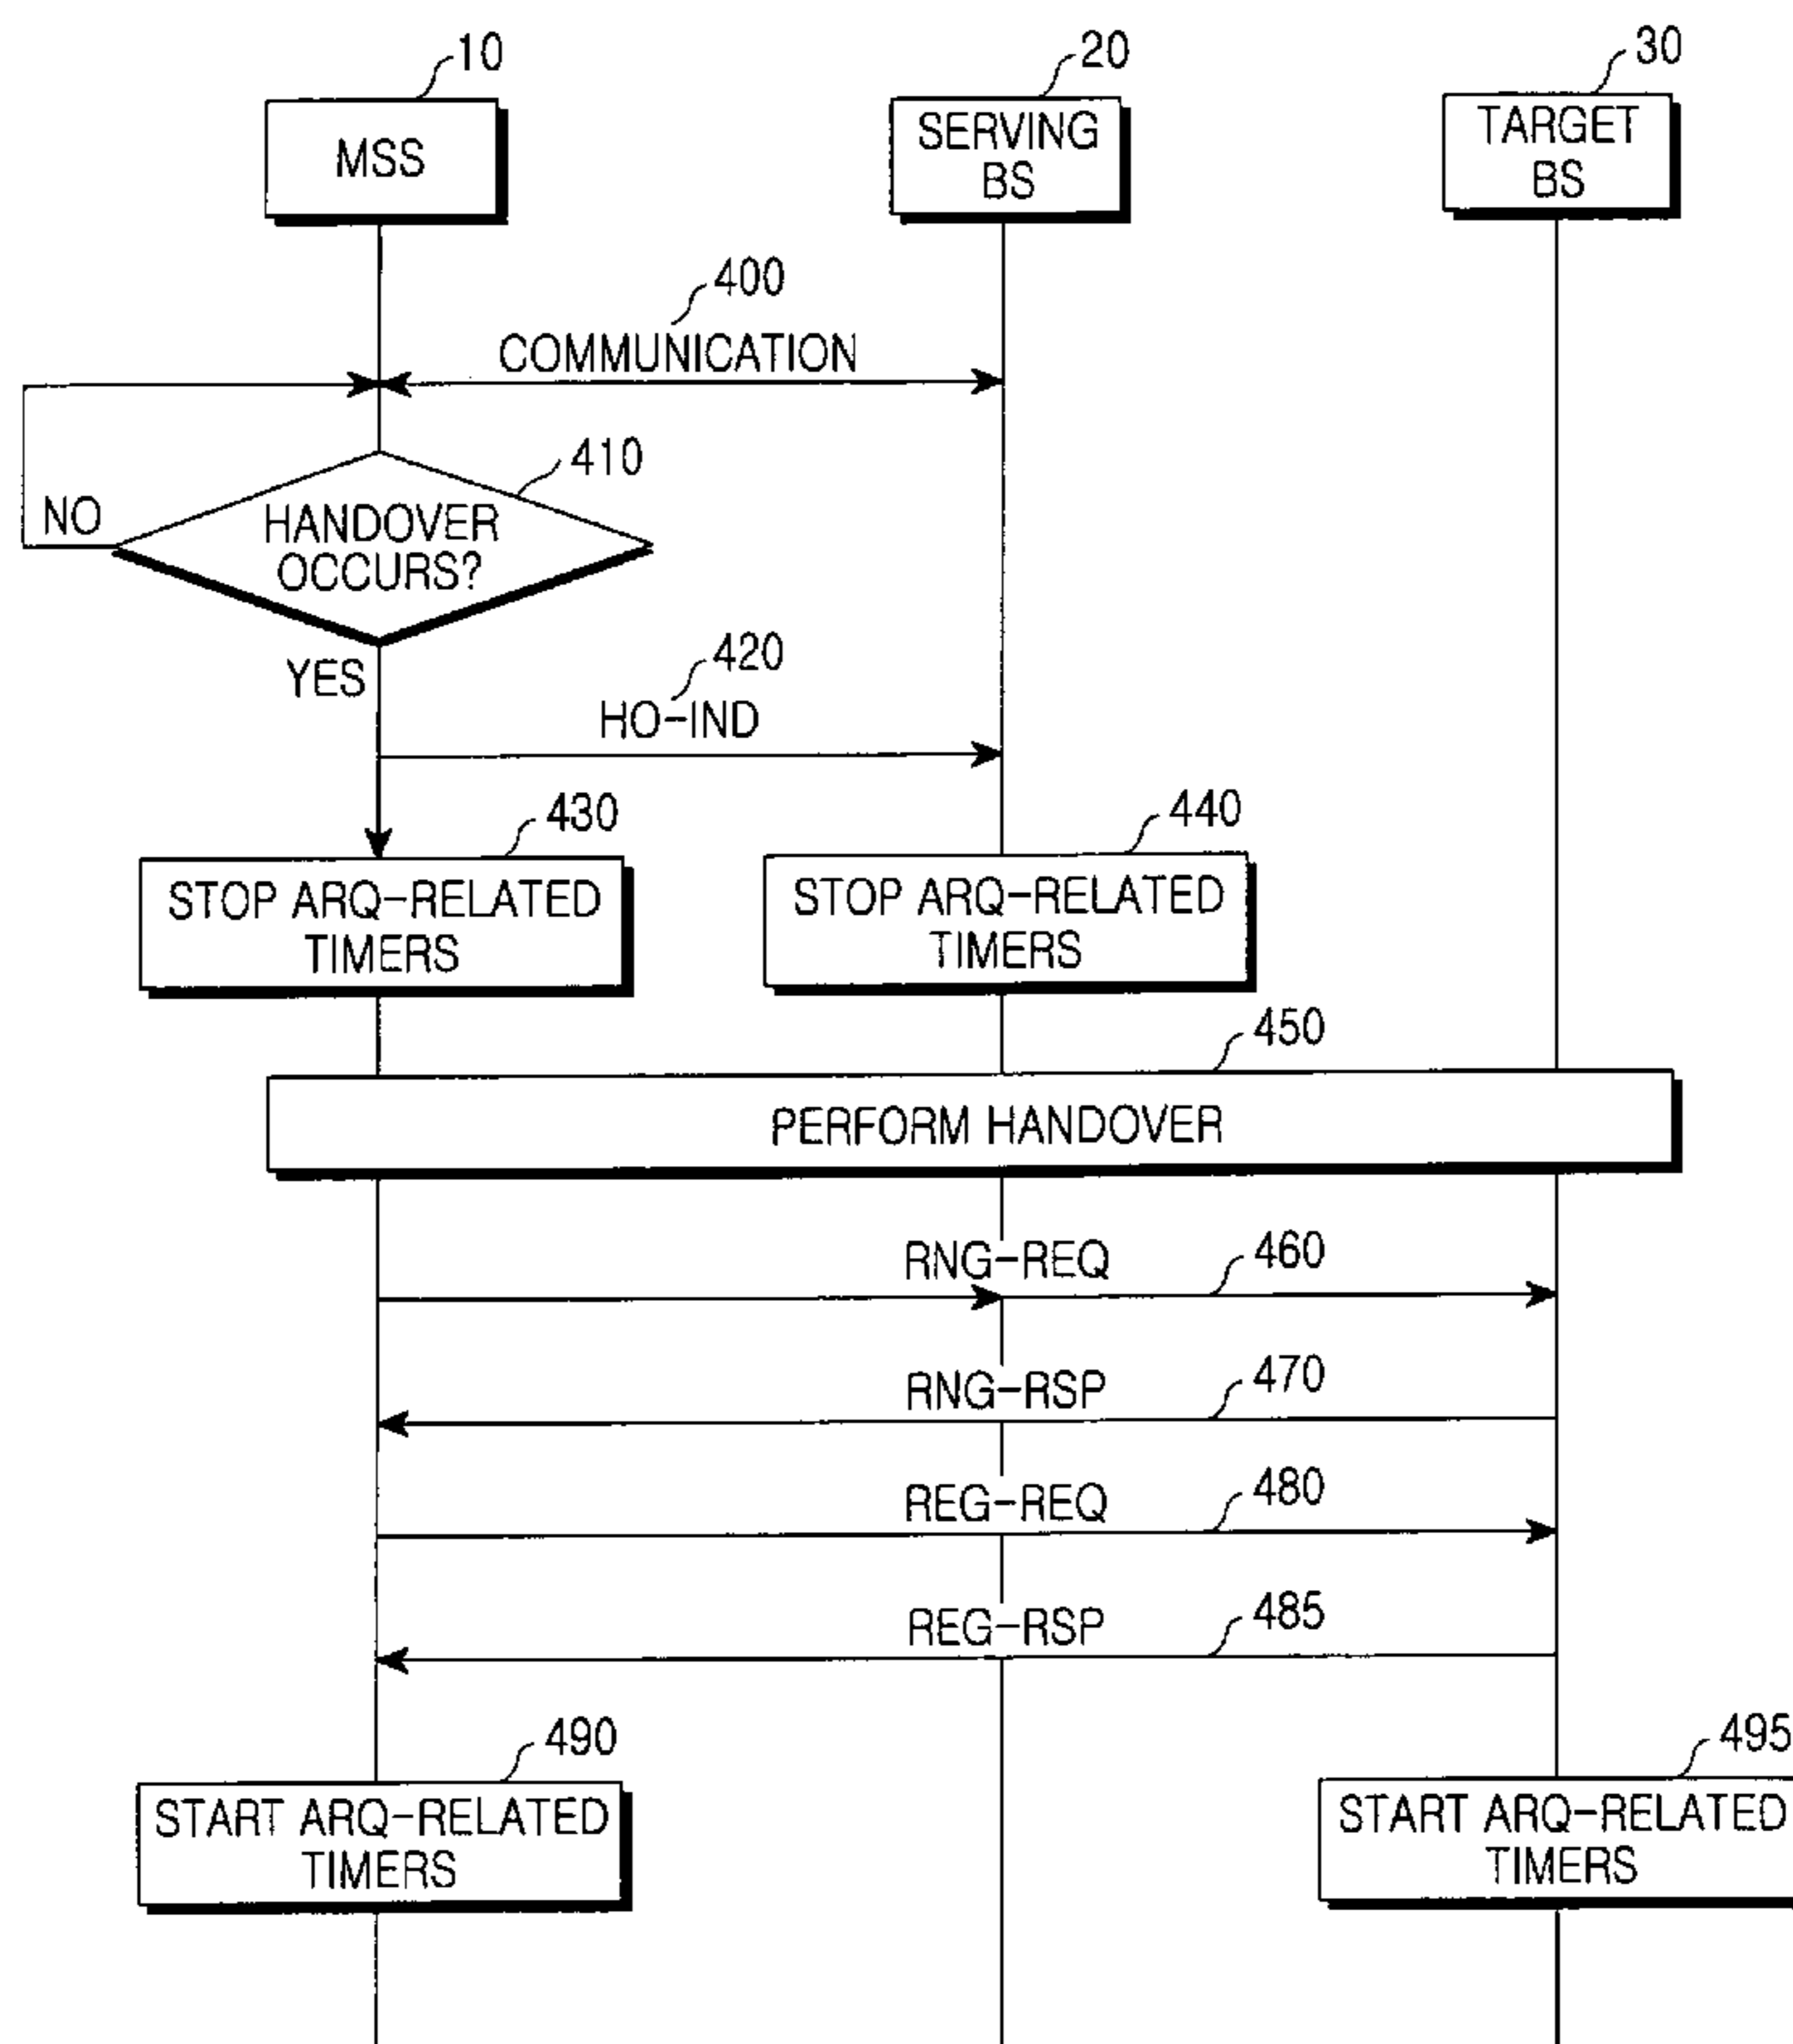 10
20
30
MSS
SERVING
BS
TARGET
BS
400
COMMUNICATION
410
NO
HANDOVER
OCCURS?
YES
420
HO-IND
430
440
STOP ARQ-RELATED
TIMERS
STOP ARQ-RELATED
TIMERS
450
PERFORM HANDOVER
RNG-REQ
460
RNG-RSP
470
REG-REQ
480
REG-RSP
485
490
495
START ARQ-RELATED
TIMERS
START ARQ-RELATED
TIMERS